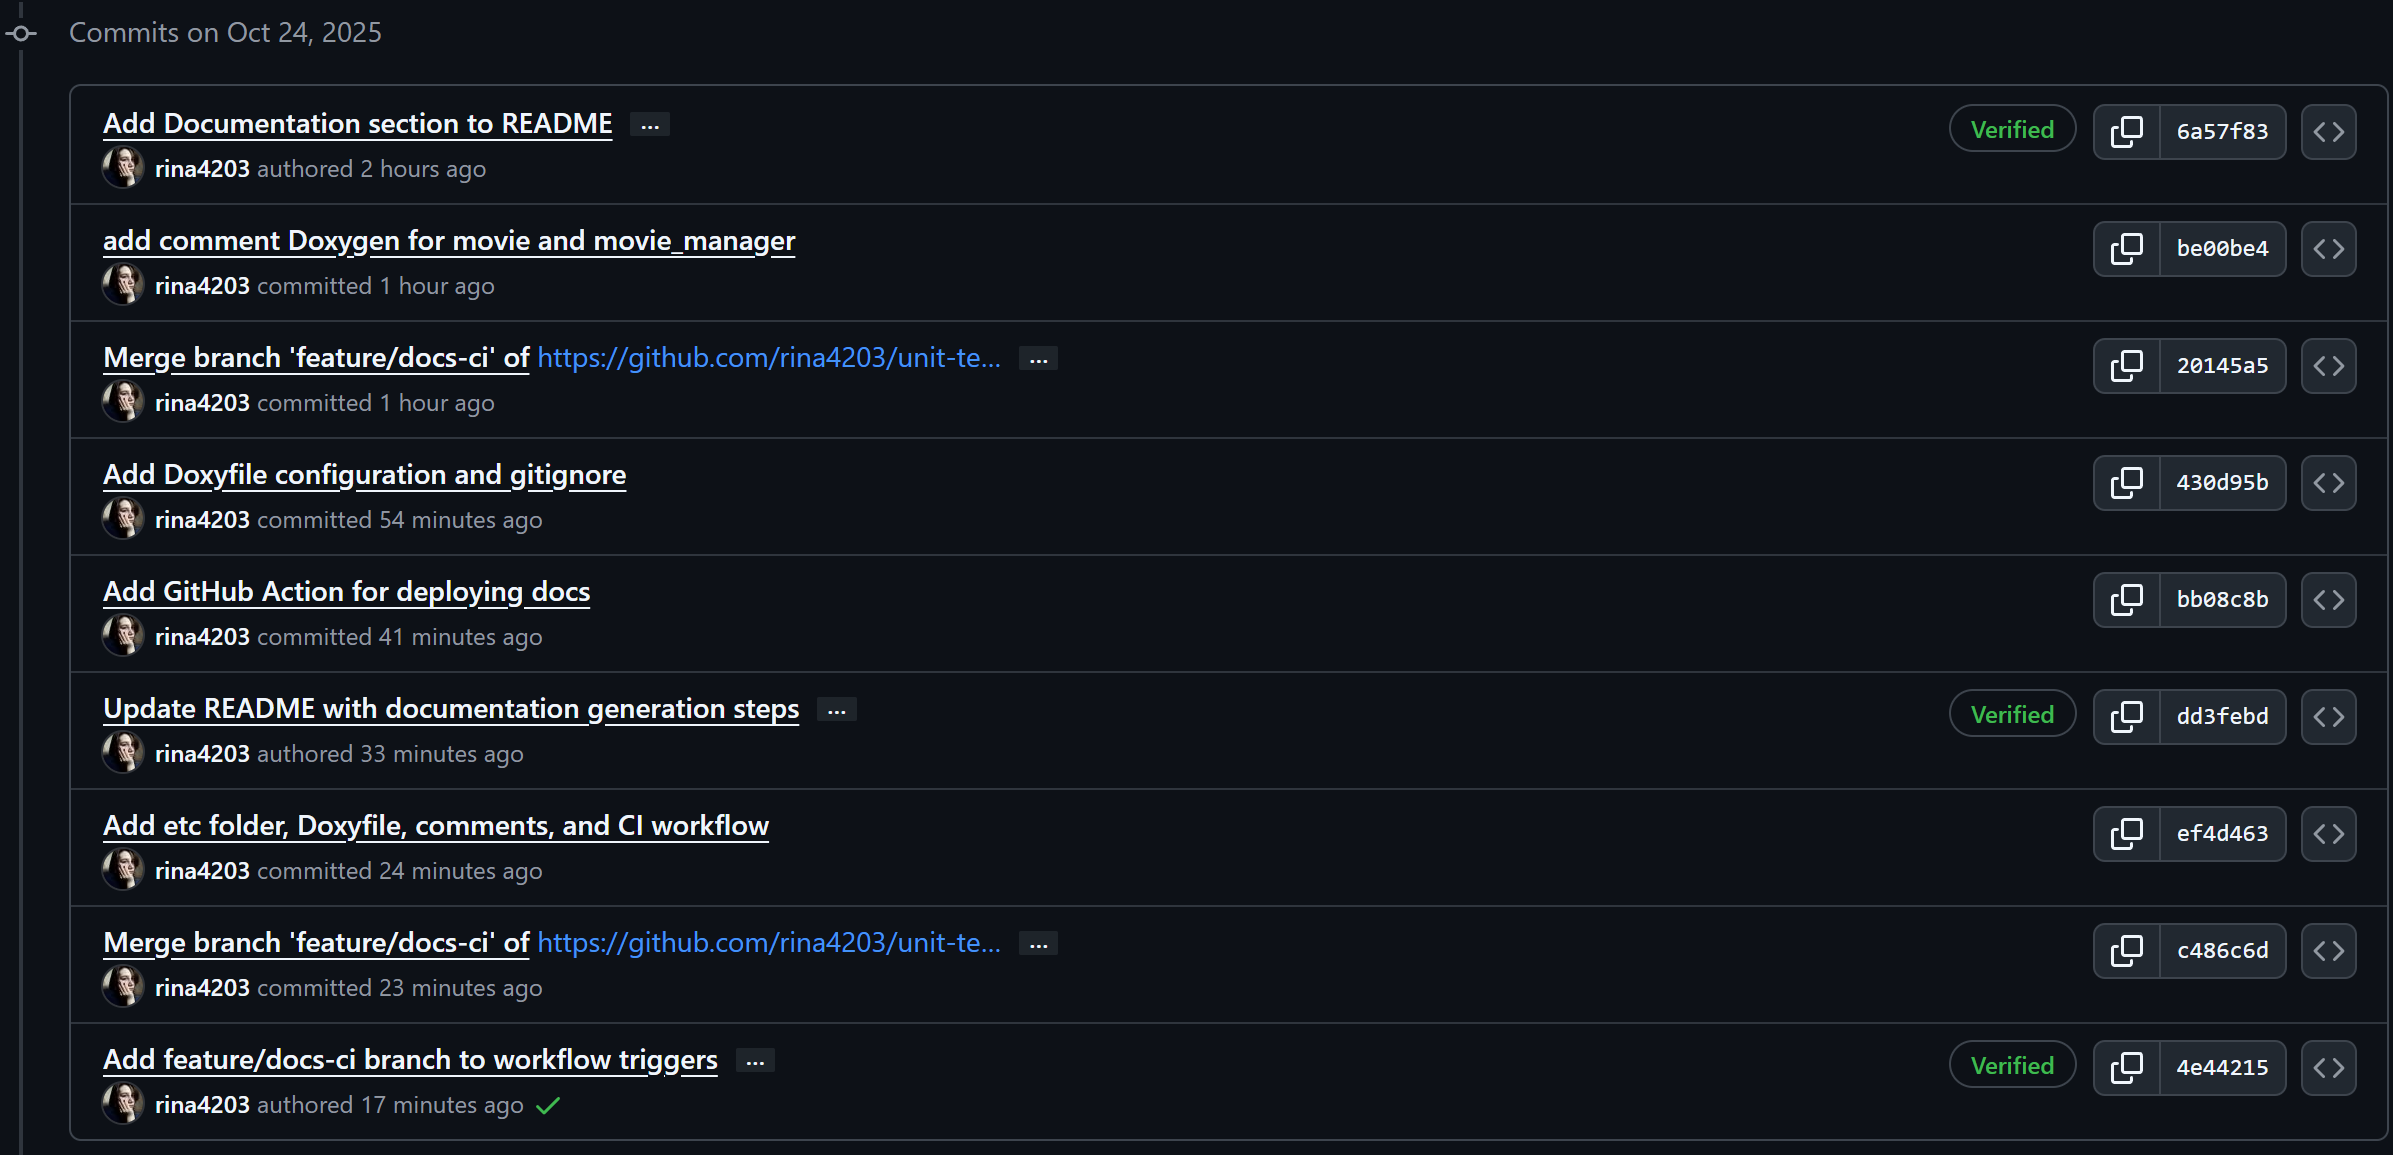 Commits on Oct 24, 2025
Add Documentation section to README ...
rina4203 authored 2 hours ago
Verified
6a57f83
add comment Doxygen for movie and movie_manager
rina4203 committed 1 hour ago
be00be4
Merge branch 'feature/docs-ci' of https://github.com/rina4203/unit-te... ...
rina4203 committed 1 hour ago
20145a5
Add Doxyfile configuration and gitignore
rina4203 committed 54 minutes ago
430d95b
Add GitHub Action for deploying docs
rina4203 committed 41 minutes ago
bb08c8b
Update README with documentation generation steps ...
rina4203 authored 33 minutes ago
Verified
dd3febd
Add etc folder, Doxyfile, comments, and CI workflow
rina4203 committed 24 minutes ago
ef4d463
Merge branch 'feature/docs-ci' of https://github.com/rina4203/unit-te... ...
rina4203 committed 23 minutes ago
c486c6d
Add feature/docs-ci branch to workflow triggers ...
rina4203 authored 17 minutes ago
Verified
4e44215